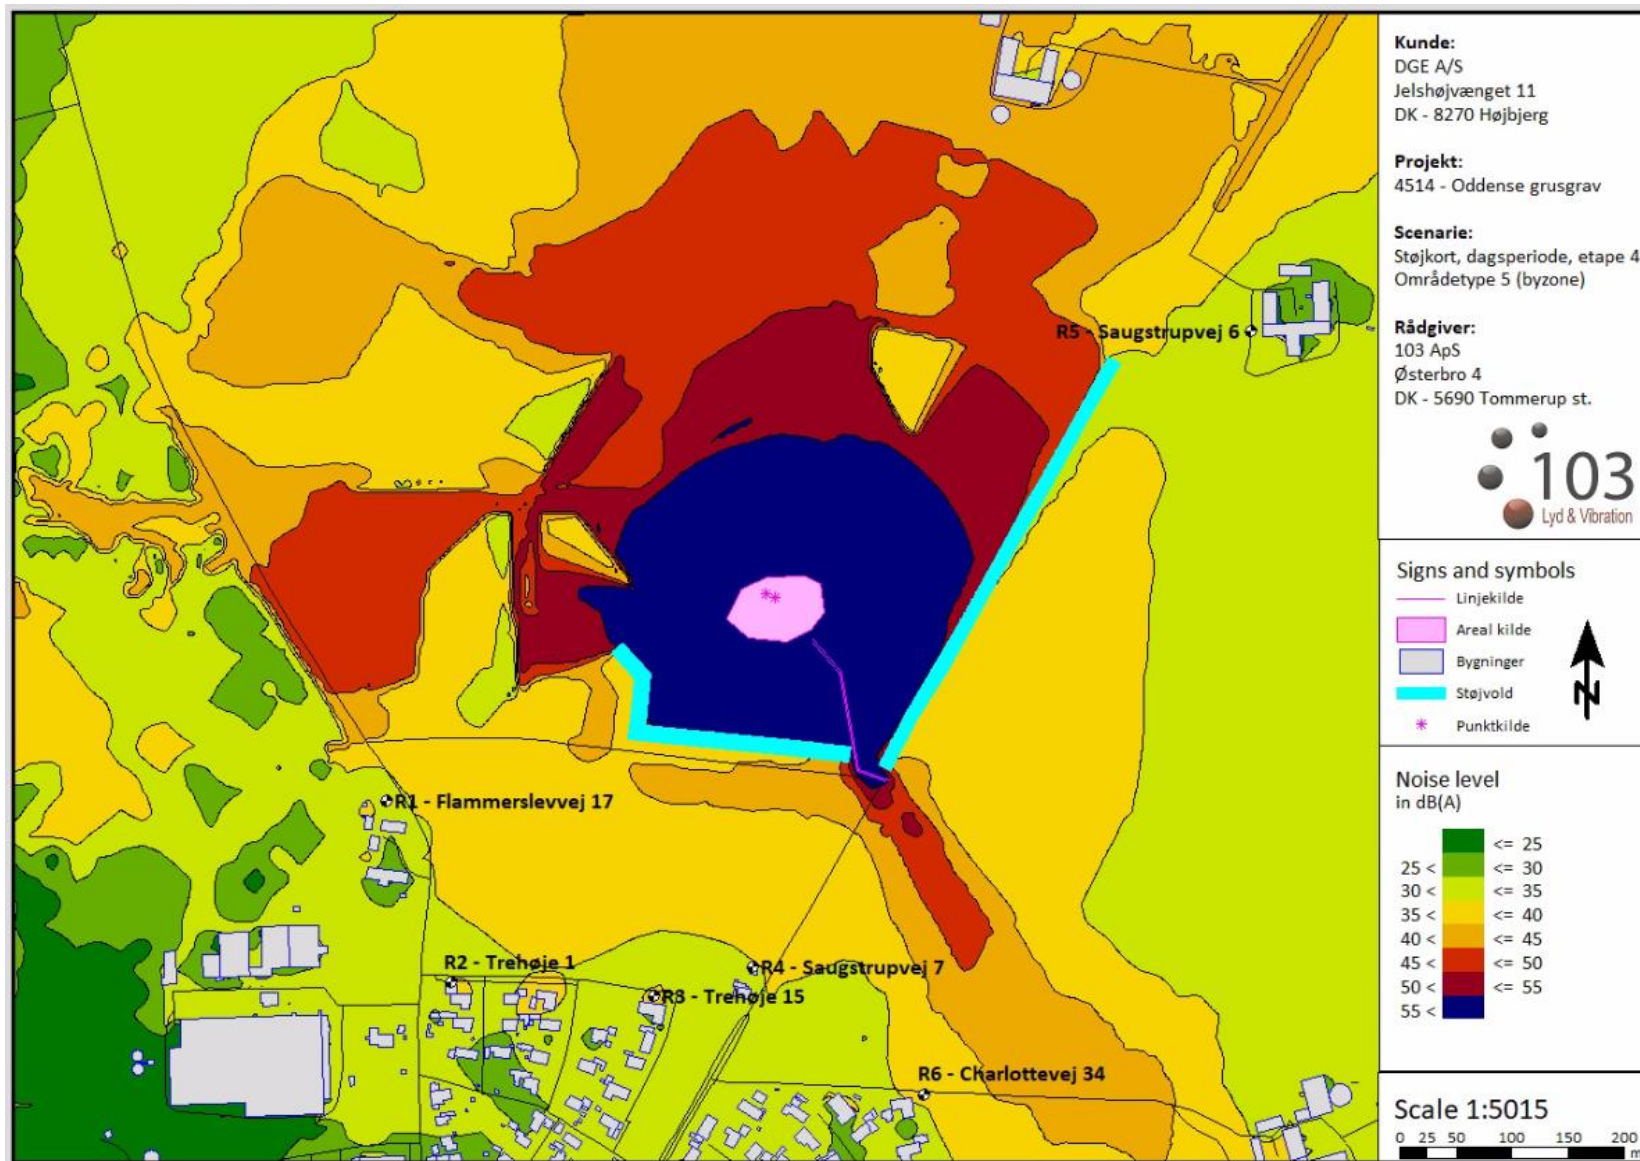 Kunde:
DGE A/S
Jelshøjvænget 11
DK - 8270 Højbjerg
Projekt:
4514 - Oddense grusgrav
Scenarie:
Støjkort, dagsperiode, etape 4
Områdetype 5 (byzone)
Rådgiver:
103 ApS
Østerbro 4
DK - 5690 Tommerup st.
103
Lyd & Vibration
Signs and symbols
Linjekilde
Areal kilde
Bygninger
Støjvold
Punktkilde
N
Noise level
in dB(A)
<= 25
25 < <= 30
30 < <= 35
35 < <= 40
40 < <= 45
45 < <= 50
50 < <= 55
55 <
Scale 1:5015
0 25 50 100 150 200
m
R5 - Saugstrupvej 6
R1 - Flammerslevvej 17
R2 - Trehøje 1
R4 - Saugstrupvej 7
R3 - Trehøje 15
R6 - Charlottevej 34